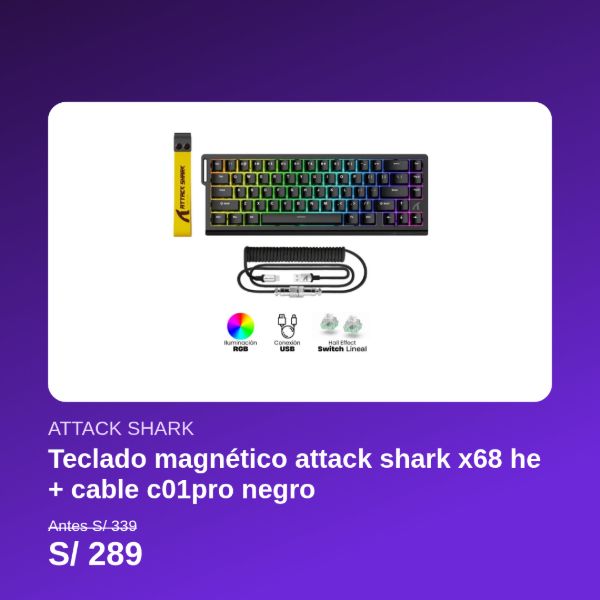 ATTACK SHARK
Iluminación
RGB
Conexión
USB
Hall Effect
Switch Lineal
ATTACK SHARK
Teclado magnético attack shark x68 he
+ cable c01pro negro
Antes S/ 339
S/ 289